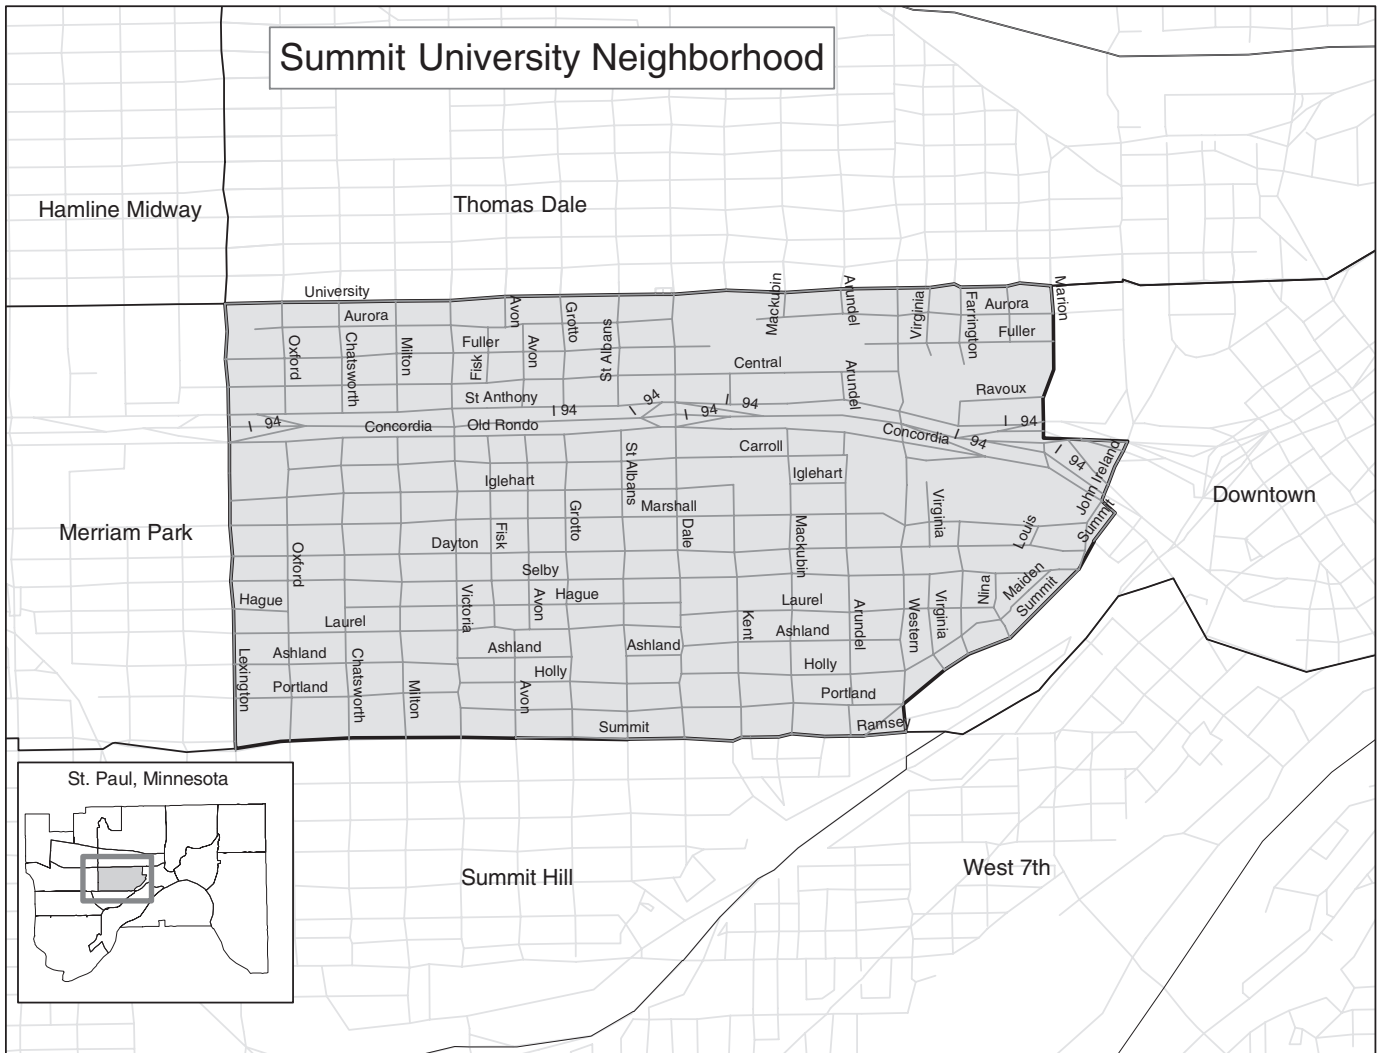 Summit University Neighborhood
Hamline Midway
Thomas Dale
University
Aurora
Avon
Grotto
St Albans
Mackubin
Arundel
Virginia
Farrington
Aurora
Marion
Oxford
Chatsworth
Milton
Fuller
Fisk
Avon
Fuller
Central
Arundel
Ravoux
St Anthony
I 94
I 94
I 94
I 94
I 94
I 94
Concordia
Old Rondo
Concordia
I 94
I 94
Carroll
St Albans
Iglehart
Iglehart
John Ireland
Downtown
Marshall
Grotto
Virginia
Summit
Louis
Merriam Park
Dayton
Fisk
Dale
Mackubin
Oxford
Selby
Hague
Victoria
Avon
Hague
Laurel
Kent
Laurel
Arundel
Western
Virginia
Nina
Maiden
Summit
Ashland
Ashland
Ashland
Ashland
Lexington
Chatsworth
Milton
Holly
Holly
Portland
Avon
Portland
Summit
Ramsey
St. Paul, Minnesota
Summit Hill
West 7th